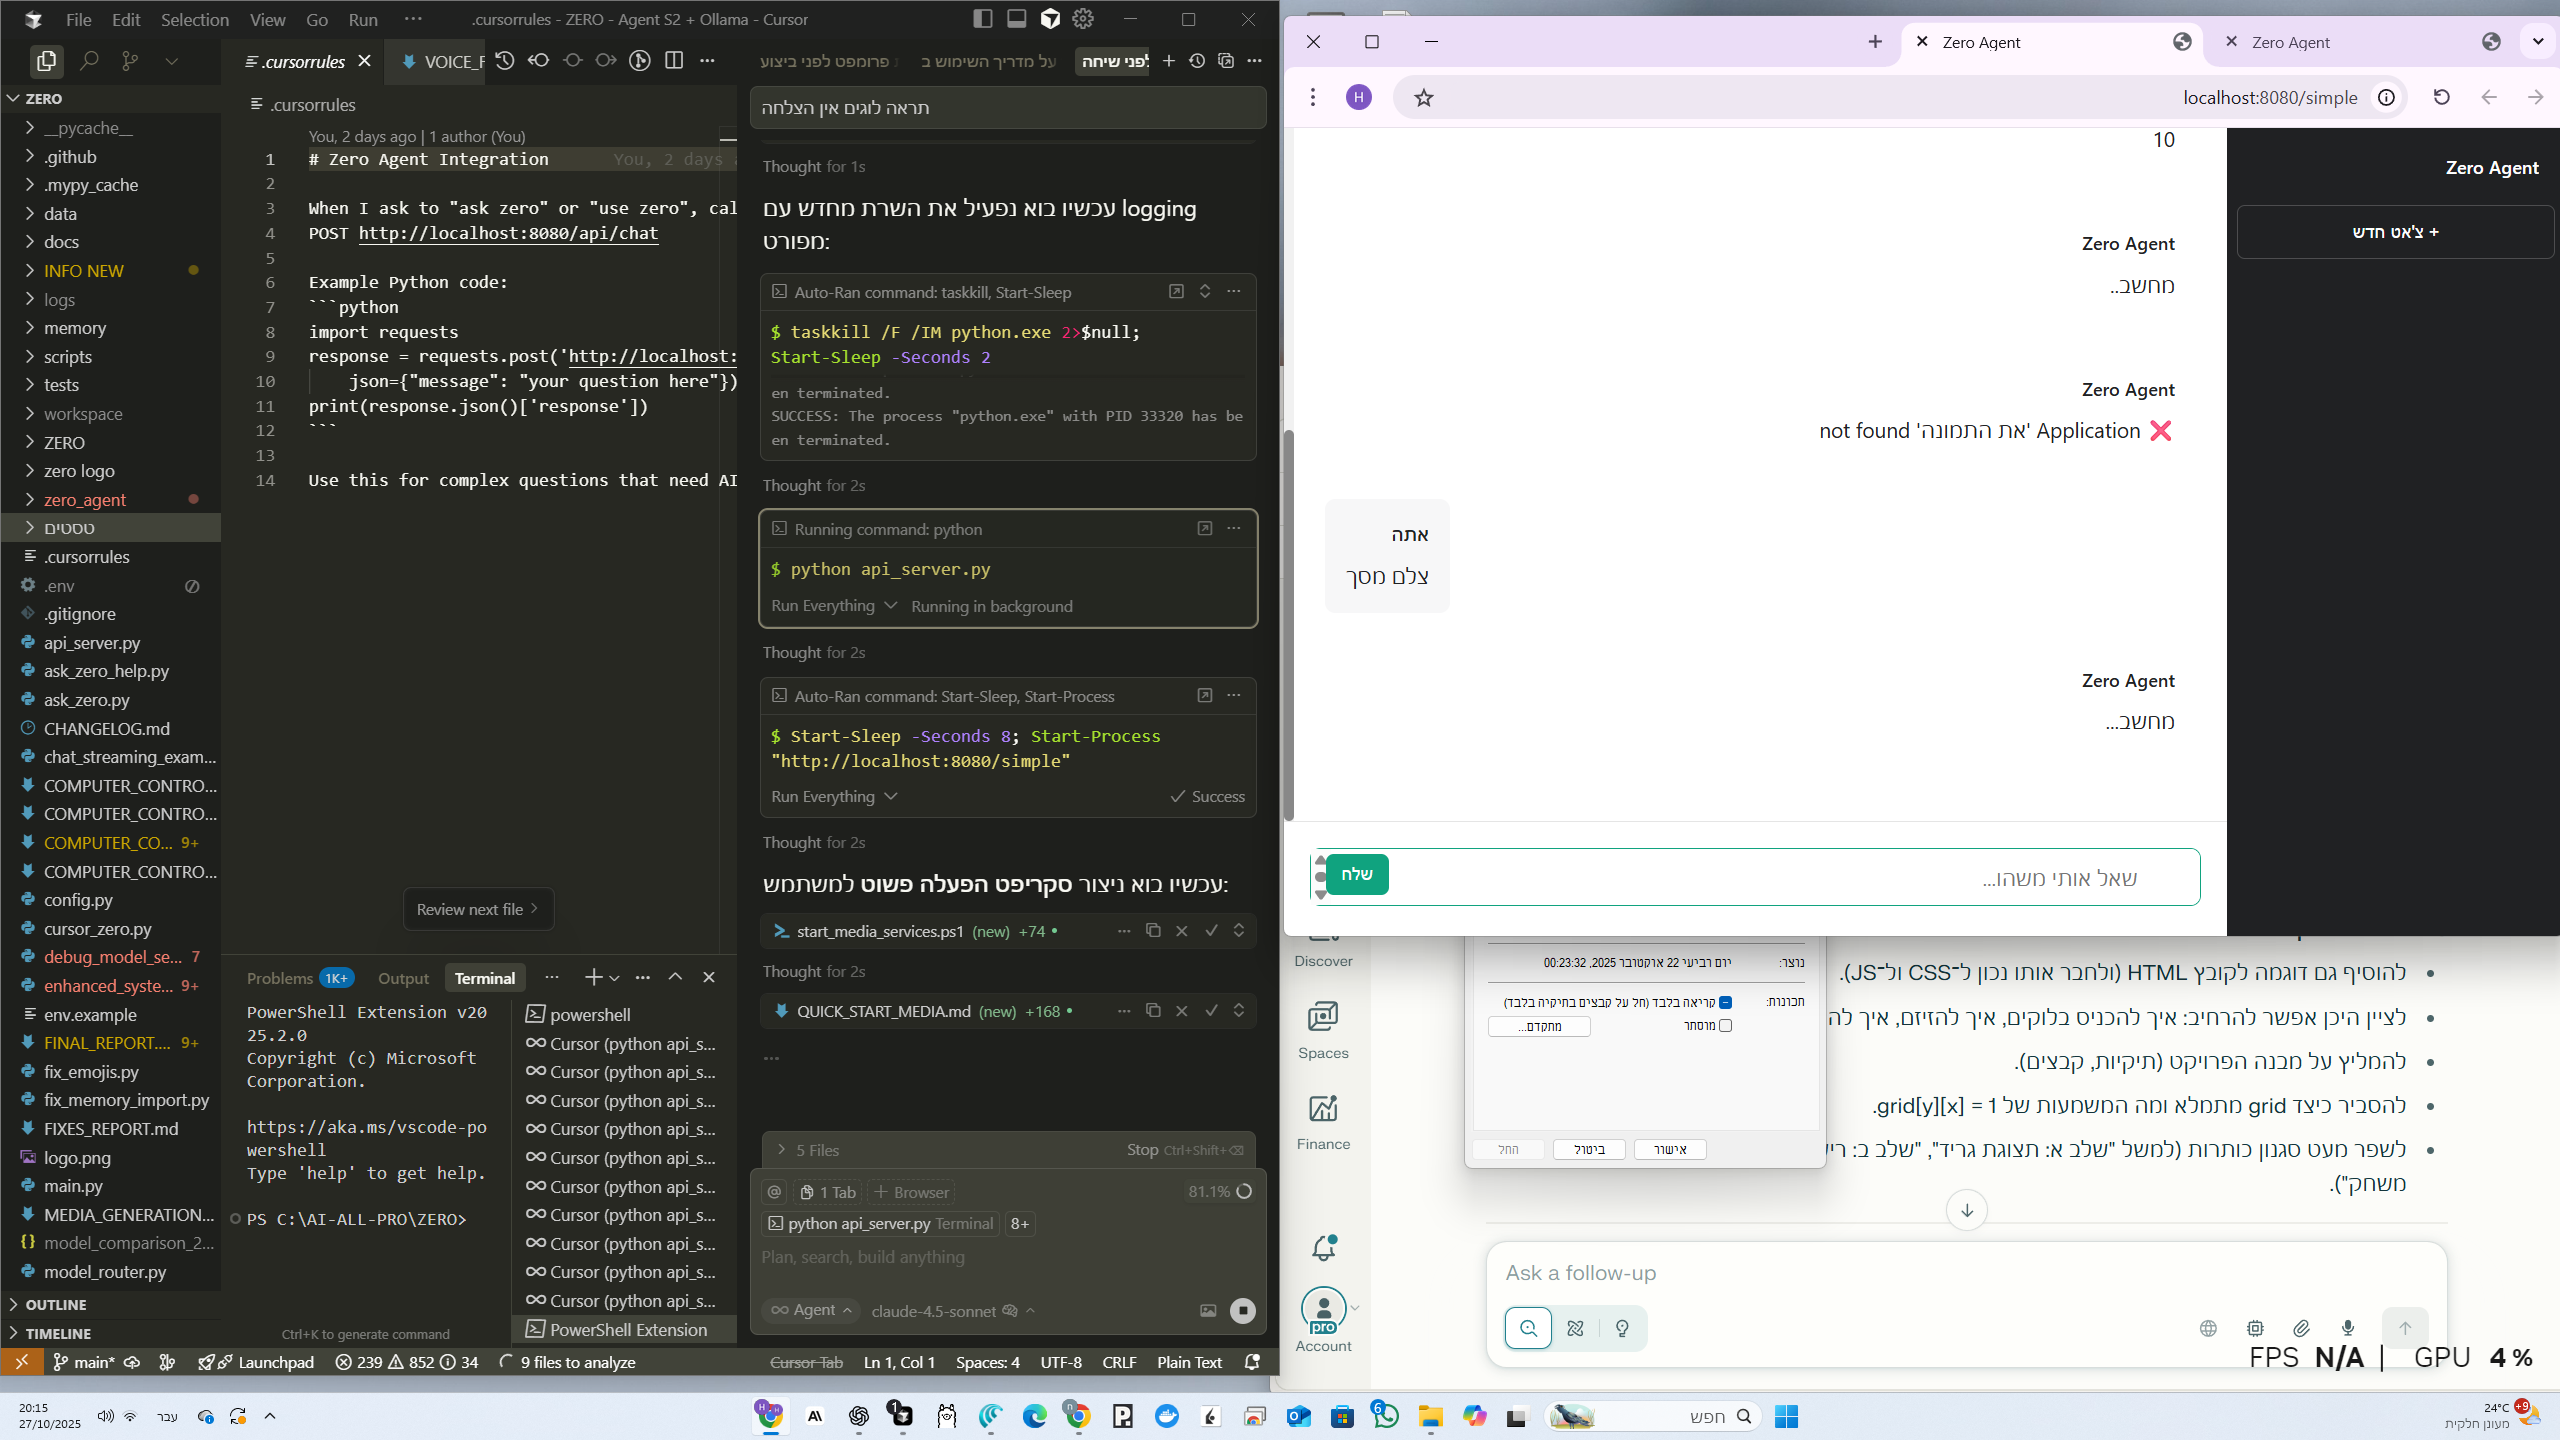 File Edit Selection View Go Run ··· .cursorrules - ZERO - Agent S2 + Ollama - Cursor
ZERO
__pycache__
.github
.mypy_cache
data
docs
INFO NEW
logs
memory
scripts
tests
workspace
ZERO
zero logo
zero_agent
טסטים
.cursorrules
.env
.gitignore
api_server.py
ask_zero_help.py
ask_zero.py
CHANGELOG.md
chat_streaming_exam...
COMPUTER_CONTRO...
COMPUTER_CONTRO...
COMPUTER_CO... 9+
COMPUTER_CONTRO...
config.py
cursor_zero.py
debug_model_se... 7
enhanced_syste... 9+
env.example
FINAL_REPORT.... 9+
fix_emojis.py
fix_memory_import.py
FIXES_REPORT.md
logo.png
main.py
MEDIA_GENERATION...
model_comparison_2...
model_router.py
OUTLINE
TIMELINE
.cursorrules VOICE_F
.cursorrules
You, 2 days ago | 1 author (You)
1 # Zero Agent Integration You, 2 days a
2
3 When I ask to "ask zero" or "use zero", cal
4 POST http://localhost:8080/api/chat
5
6 Example Python code:
7 ```python
8 import requests
9 response = requests.post('http://localhost:
10 json={"message": "your question here"})
11 print(response.json()['response'])
12 ```
13
14 Use this for complex questions that need AI
Review next file
Problems 1K+ Output Terminal ···
PowerShell Extension v20
25.2.0
Copyright (c) Microsoft
Corporation.
https://aka.ms/vscode-po
wershell
Type 'help' to get help.
PS C:\AI-ALL-PRO\ZERO>
Ctrl+K to generate command
powershell
Cursor (python api_s...
Cursor (python api_s...
Cursor (python api_s...
Cursor (python api_s...
Cursor (python api_s...
Cursor (python api_s...
Cursor (python api_s...
Cursor (python api_s...
Cursor (python api_s...
Cursor (python api_s...
PowerShell Extension
פרומפט לפני ביצוע על מדריך השימוש ב לפני שיחה
תראה לוגים אין הצלחה
Thought for 1s
עכשיו בוא נפעיל את השרת מחדש עם logging
מפורט:
Auto-Ran command: taskkill, Start-Sleep
$ taskkill /F /IM python.exe 2>$null;
Start-Sleep -Seconds 2
en terminated.
SUCCESS: The process "python.exe" with PID 33320 has be
en terminated.
Thought for 2s
Running command: python
$ python api_server.py
Run Everything Running in background
Thought for 2s
Auto-Ran command: Start-Sleep, Start-Process
$ Start-Sleep -Seconds 8; Start-Process
"http://localhost:8080/simple"
Run Everything Success
Thought for 2s
עכשיו בוא ניצור סקריפט הפעלה פשוט למשתמש:
start_media_services.ps1 (new) +74
Thought for 2s
QUICK_START_MEDIA.md (new) +168
...
5 Files Stop Ctrl+Shift+⌫
@ 1 Tab + Browser 81.1%
python api_server.py Terminal 8+
Plan, search, build anything
Agent claude-4.5-sonnet
main* Launchpad 239 852 34 9 files to analyze Cursor Tab Ln 1, Col 1 Spaces: 4 UTF-8 CRLF Plain Text
Zero Agent
Zero Agent
H
localhost:8080/simple
Zero Agent
+ צ'אט חדש
10
Zero Agent
מחשב..
Zero Agent
❌ Application 'את התמונה' not found
אתה
צלם מסך
Zero Agent
מחשב...
שאל אותי משהו...
שלח
Discover
Spaces
Finance
Account
pro
נוצר: יום רביעי 22 אוקטובר 2025, 00:23:32
תכונות: קריאה בלבד (חל על קבצים בתיקיה בלבד)
מוסתר
מתקדם...
אישור ביטול החל
להוסיף גם דוגמה לקובץ HTML (ולחבר אותו נכון ל־CSS ול־JS).
לציין היכן אפשר להרחיב: איך להכניס בלוקים, איך להזיזם, איך לה
להמליץ על מבנה הפרויקט (תיקיות, קבצים).
להסביר כיצד grid מתמלא ומה המשמעות של grid[y][x] = 1.
לשפר מעט סגנון כותרות (למשל "שלב א: תצוגת גריד", "שלב ב: רי
משחק").
Ask a follow-up
FPS N/A | GPU 4 %
20:15
27/10/2025
עבר
1
6
חפש
24°C
מעונן חלקית
+9